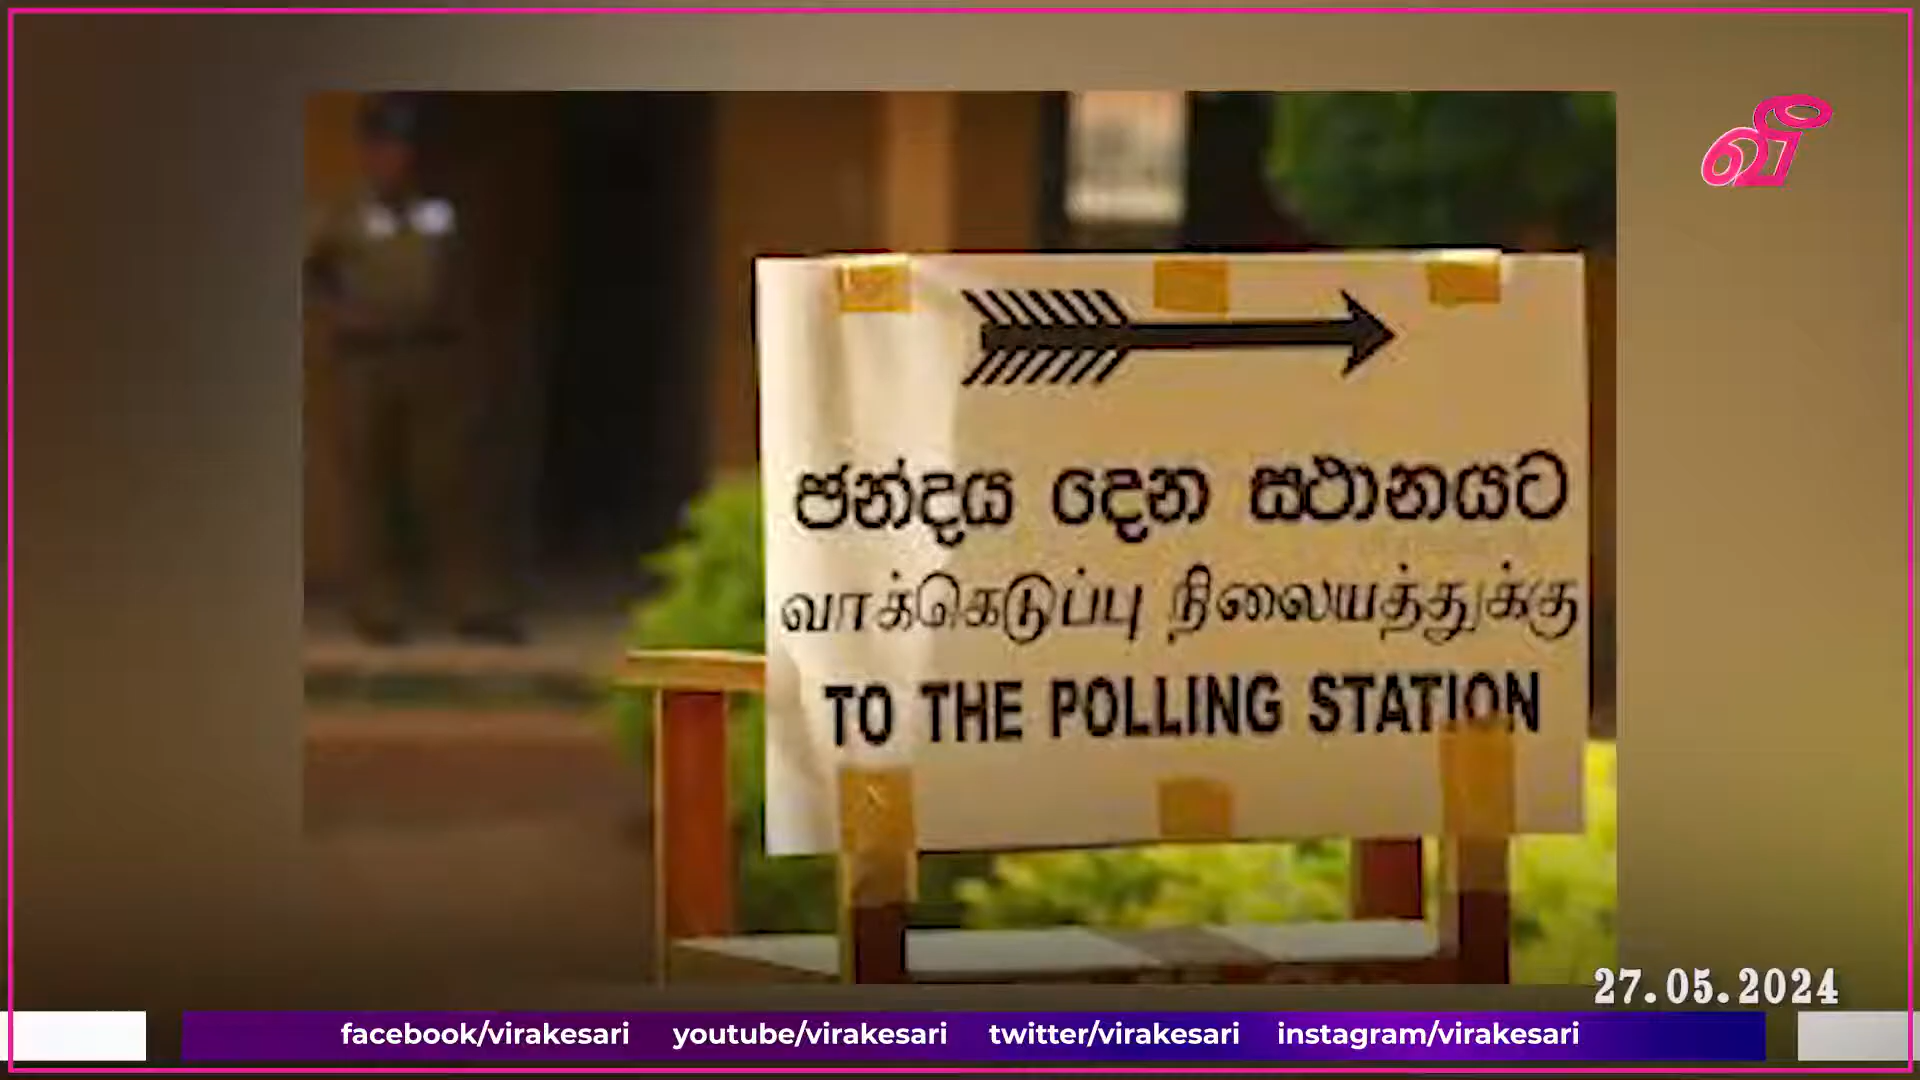 வீ
ඡන්දය දෙන ස්ථානයට
வாக்கெடுப்பு நிலையத்துக்கு
TO THE POLLING STATION
27.05.2024
facebook/virakesari youtube/virakesari twitter/virakesari instagram/virakesari